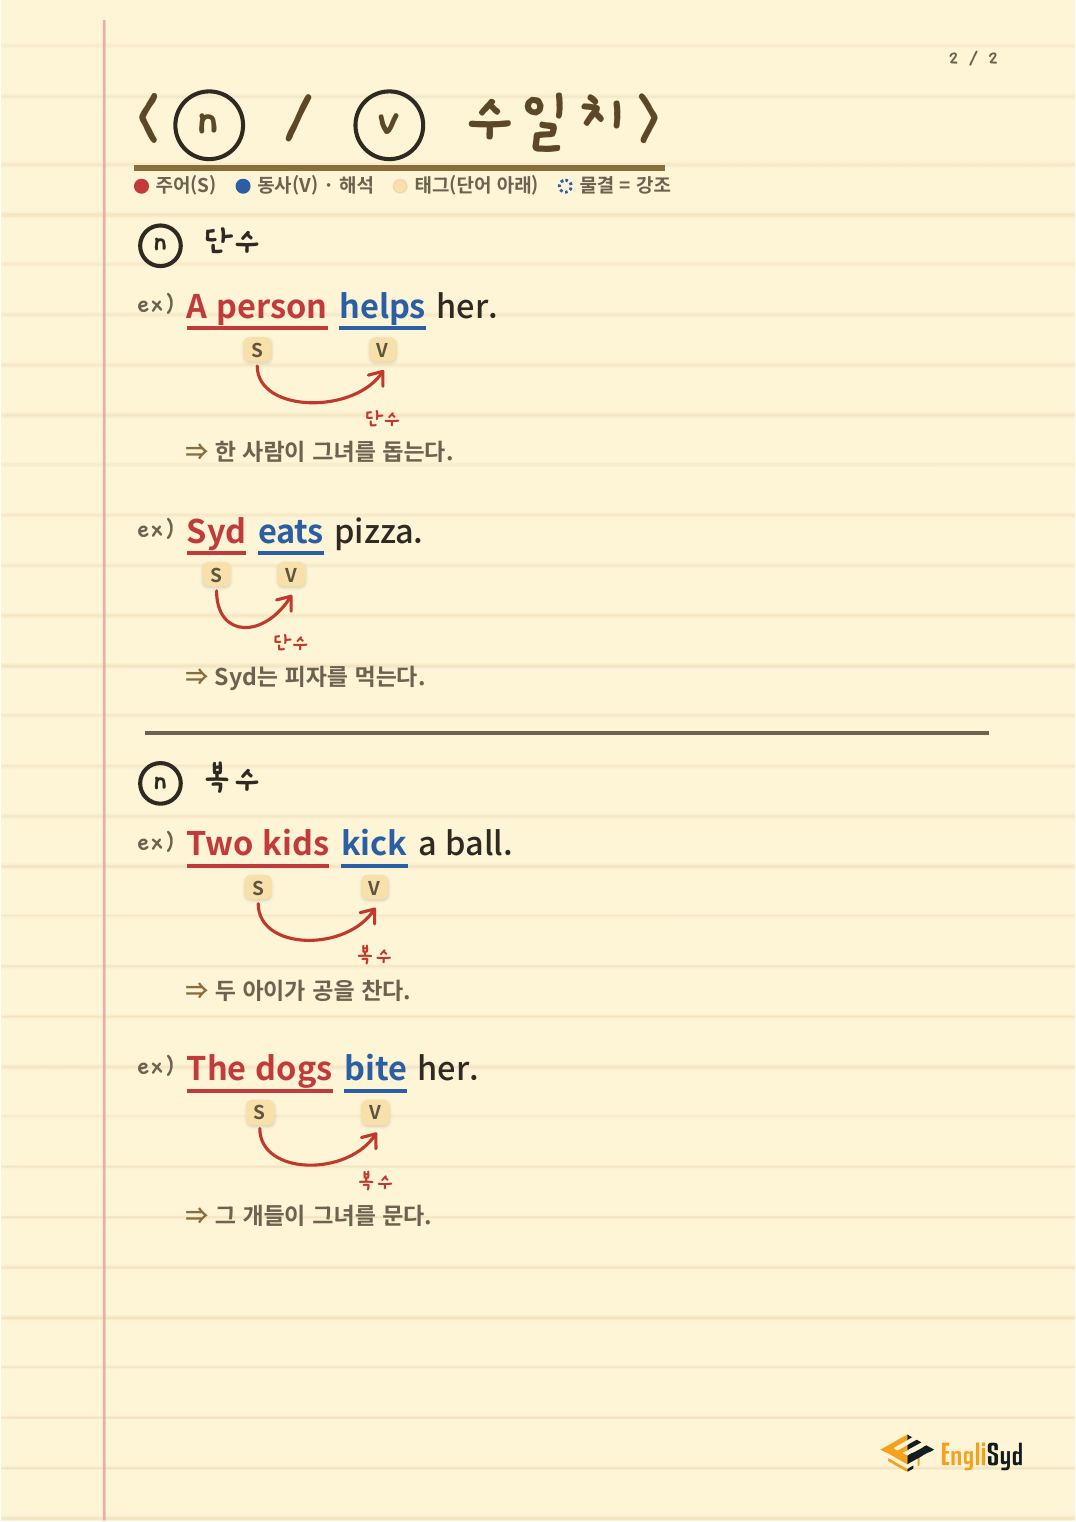 2 / 2
< n / v 수일치>
주어(S) 동사(V) · 해석 태그(단어 아래) 물결 = 강조
n 단수
ex) A person helps her.
S V
단수
⇒ 한 사람이 그녀를 돕는다.
ex) Syd eats pizza.
S V
단수
⇒ Syd는 피자를 먹는다.
n 복수
ex) Two kids kick a ball.
S V
복수
⇒ 두 아이가 공을 찬다.
ex) The dogs bite her.
S V
복수
⇒ 그 개들이 그녀를 문다.
EngliSyd